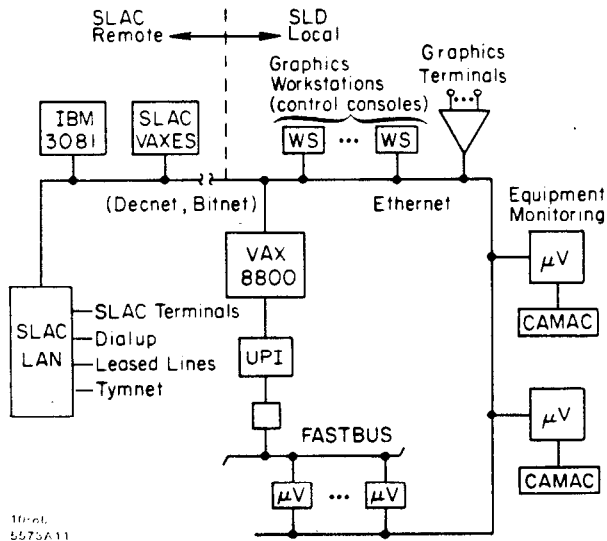 SLAC
Remote
SLD
Local
Graphics
Workstations
(control consoles)
Graphics
Terminals
IBM
3081
SLAC
VAXES
WS
...
WS
(Decnet, Bitnet)
Ethernet
Equipment
Monitoring
μV
CAMAC
VAX
8800
SLAC
LAN
SLAC Terminals
Dialup
Leased Lines
Tymnet
UPI
FASTBUS
μV
...
μV
μV
CAMAC
5573A11